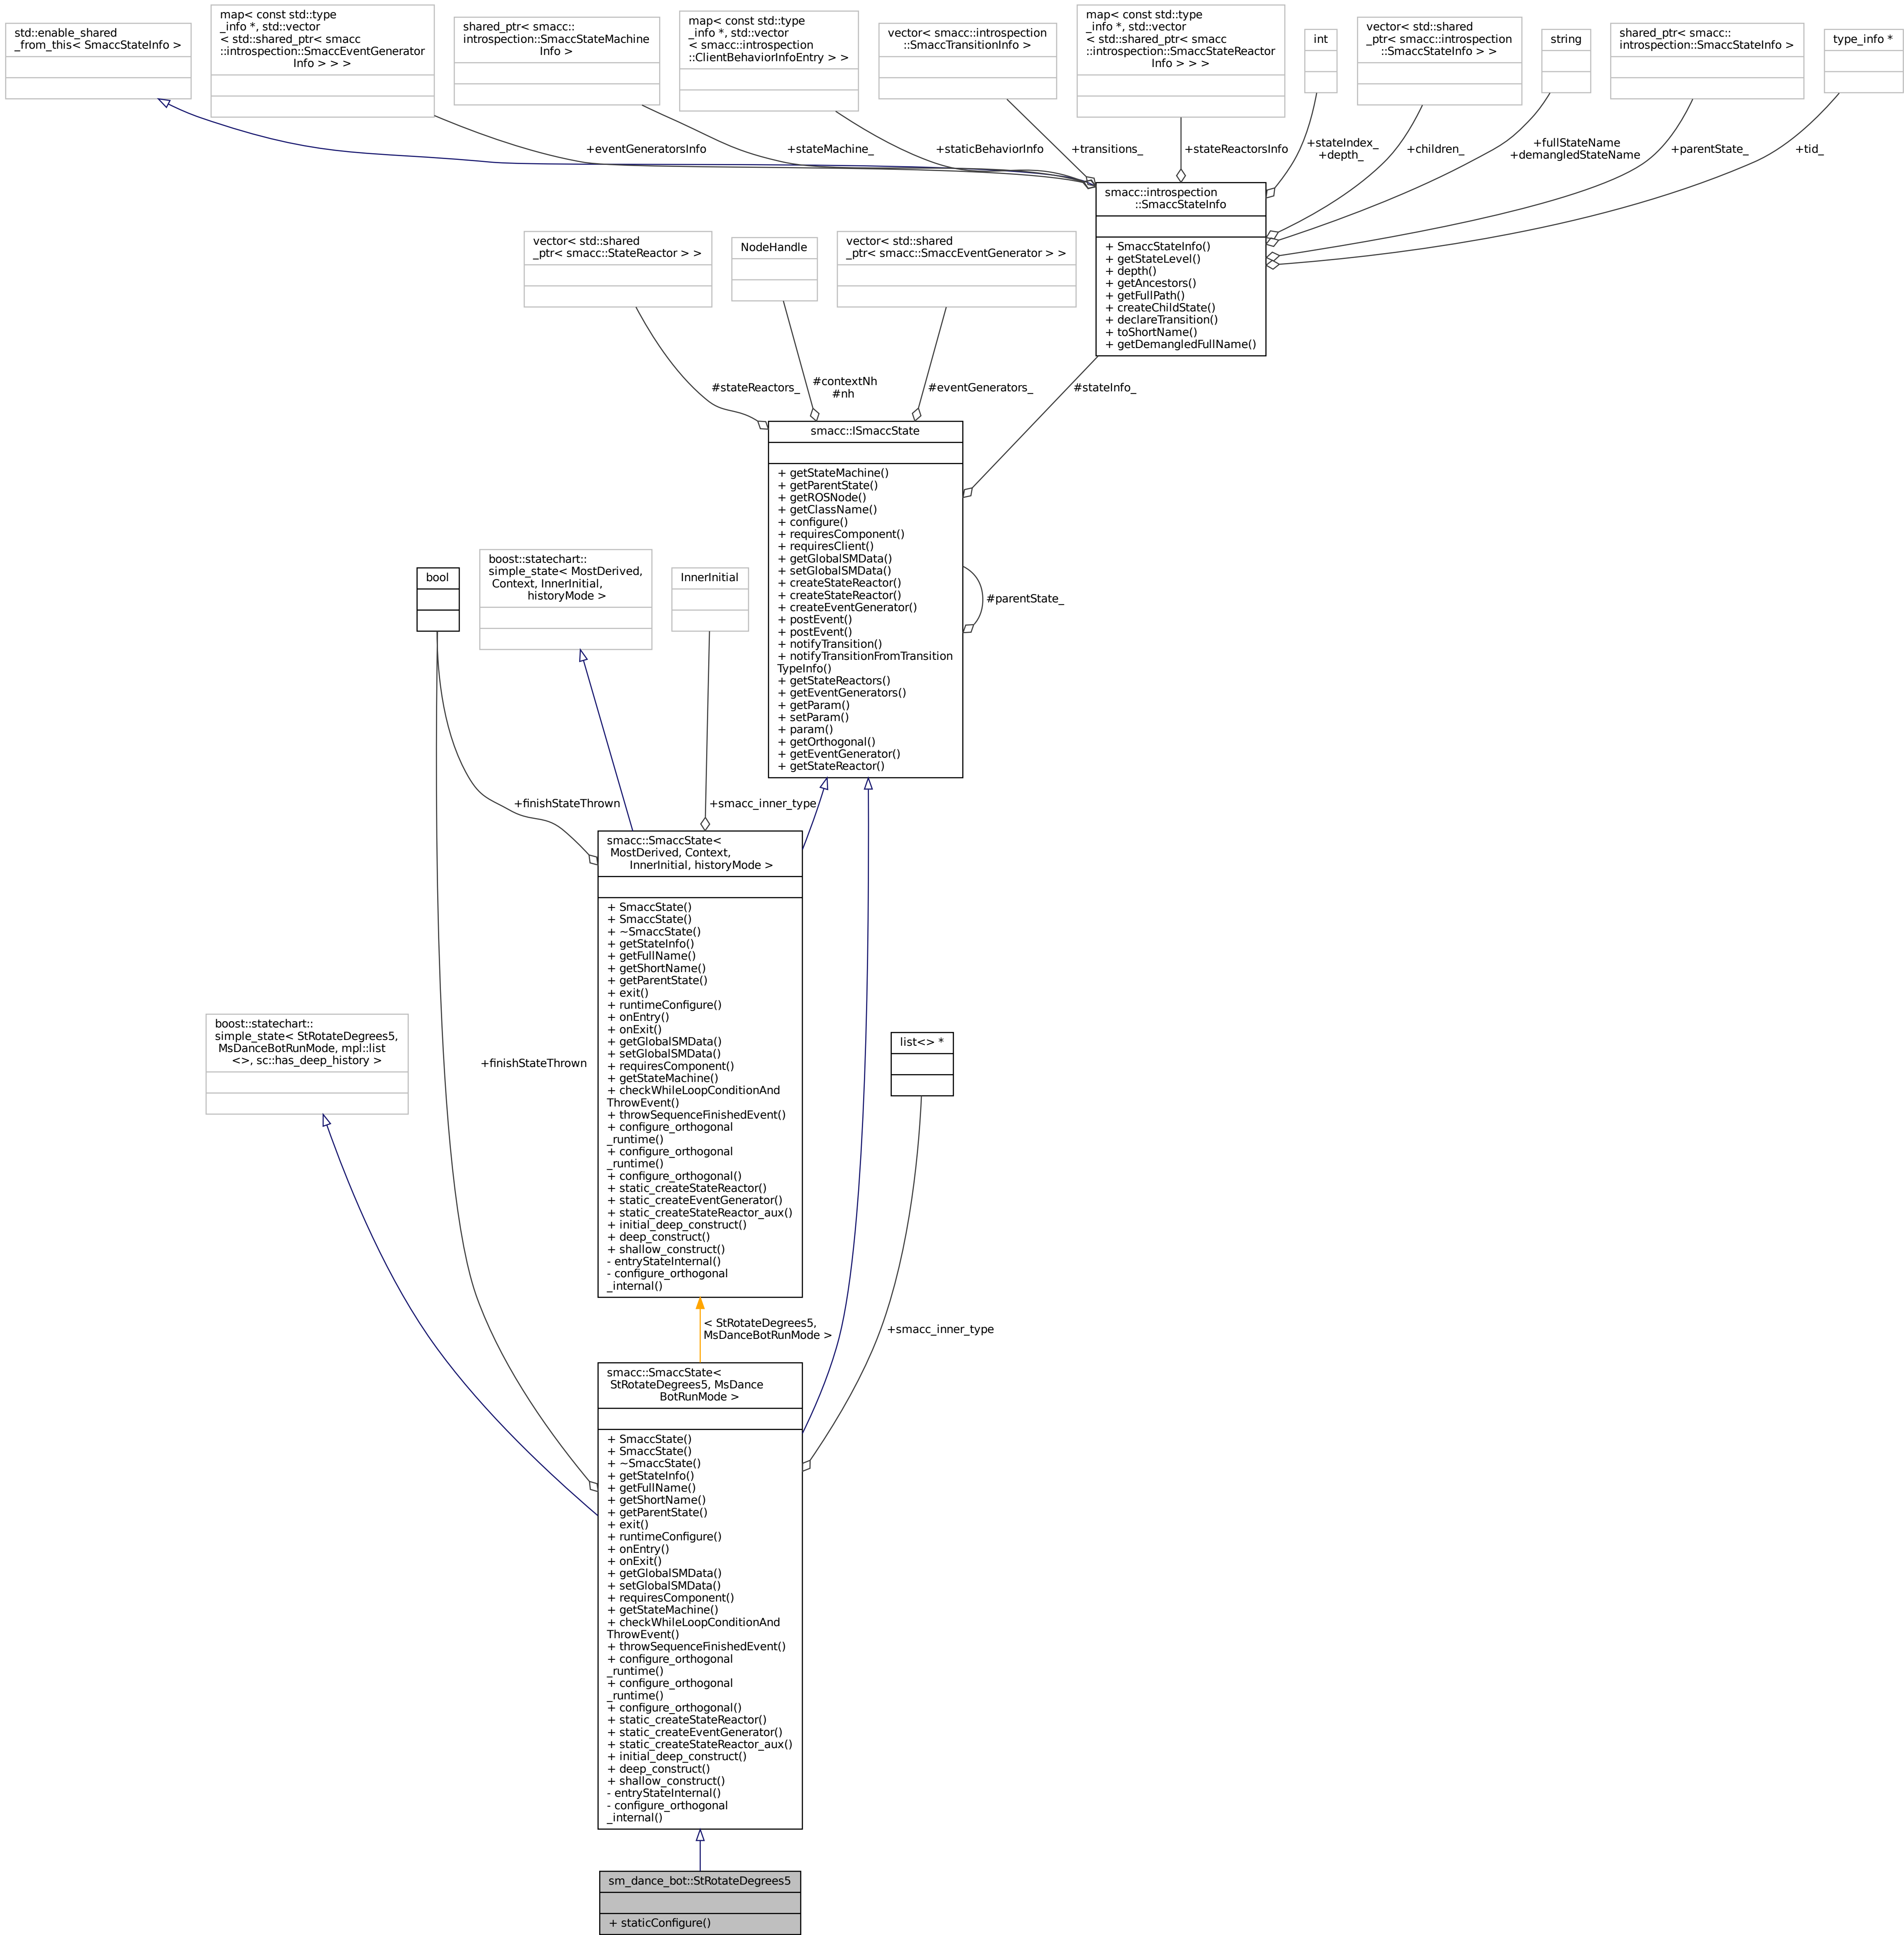 std::enable_shared
_from_this< SmaccStateInfo >
map< const std::type
_info *, std::vector
< std::shared_ptr< smacc
::introspection::SmaccEventGenerator
Info > > >
shared_ptr< smacc::
introspection::SmaccStateMachine
Info >
map< const std::type
_info *, std::vector
< smacc::introspection
::ClientBehaviorInfoEntry > >
vector< smacc::introspection
::SmaccTransitionInfo >
map< const std::type
_info *, std::vector
< std::shared_ptr< smacc
::introspection::SmaccStateReactor
Info > > >
int
vector< std::shared
_ptr< smacc::introspection
::SmaccStateInfo > >
string
shared_ptr< smacc::
introspection::SmaccStateInfo >
type_info *
+eventGeneratorsInfo
+stateMachine_
+staticBehaviorInfo
+transitions_
+stateReactorsInfo
+stateIndex_
+depth_
+children_
+fullStateName
+demangledStateName
+parentState_
+tid_
smacc::introspection
::SmaccStateInfo
+ SmaccStateInfo()
+ getStateLevel()
+ depth()
+ getAncestors()
+ getFullPath()
+ createChildState()
+ declareTransition()
+ toShortName()
+ getDemangledFullName()
vector< std::shared
_ptr< smacc::StateReactor > >
NodeHandle
vector< std::shared
_ptr< smacc::SmaccEventGenerator > >
#stateReactors_
#contextNh
#nh
#eventGenerators_
#stateInfo_
smacc::ISmaccState
+ getStateMachine()
+ getParentState()
+ getROSNode()
+ getClassName()
+ configure()
+ requiresComponent()
+ requiresClient()
+ getGlobalSMData()
+ setGlobalSMData()
+ createStateReactor()
+ createStateReactor()
+ createEventGenerator()
+ postEvent()
+ postEvent()
+ notifyTransition()
+ notifyTransitionFromTransition
TypeInfo()
+ getStateReactors()
+ getEventGenerators()
+ getParam()
+ setParam()
+ param()
+ getOrthogonal()
+ getEventGenerator()
+ getStateReactor()
#parentState_
bool
boost::statechart::
simple_state< MostDerived,
Context, InnerInitial,
historyMode >
InnerInitial
+finishStateThrown
+smacc_inner_type
smacc::SmaccState<
MostDerived, Context,
InnerInitial, historyMode >
+ SmaccState()
+ SmaccState()
+ ~SmaccState()
+ getStateInfo()
+ getFullName()
+ getShortName()
+ getParentState()
+ exit()
+ runtimeConfigure()
+ onEntry()
+ onExit()
+ getGlobalSMData()
+ setGlobalSMData()
+ requiresComponent()
+ getStateMachine()
+ checkWhileLoopConditionAnd
ThrowEvent()
+ throwSequenceFinishedEvent()
+ configure_orthogonal
_runtime()
+ configure_orthogonal
_runtime()
+ configure_orthogonal()
+ static_createStateReactor()
+ static_createEventGenerator()
+ static_createStateReactor_aux()
+ initial_deep_construct()
+ deep_construct()
+ shallow_construct()
- entryStateInternal()
- configure_orthogonal
_internal()
boost::statechart::
simple_state< StRotateDegrees5,
MsDanceBotRunMode, mpl::list
<>, sc::has_deep_history >
+finishStateThrown
list<> *
< StRotateDegrees5,
MsDanceBotRunMode >
+smacc_inner_type
smacc::SmaccState<
StRotateDegrees5, MsDance
BotRunMode >
+ SmaccState()
+ SmaccState()
+ ~SmaccState()
+ getStateInfo()
+ getFullName()
+ getShortName()
+ getParentState()
+ exit()
+ runtimeConfigure()
+ onEntry()
+ onExit()
+ getGlobalSMData()
+ setGlobalSMData()
+ requiresComponent()
+ getStateMachine()
+ checkWhileLoopConditionAnd
ThrowEvent()
+ throwSequenceFinishedEvent()
+ configure_orthogonal
_runtime()
+ configure_orthogonal
_runtime()
+ configure_orthogonal()
+ static_createStateReactor()
+ static_createEventGenerator()
+ static_createStateReactor_aux()
+ initial_deep_construct()
+ deep_construct()
+ shallow_construct()
- entryStateInternal()
- configure_orthogonal
_internal()
sm_dance_bot::StRotateDegrees5
+ staticConfigure()